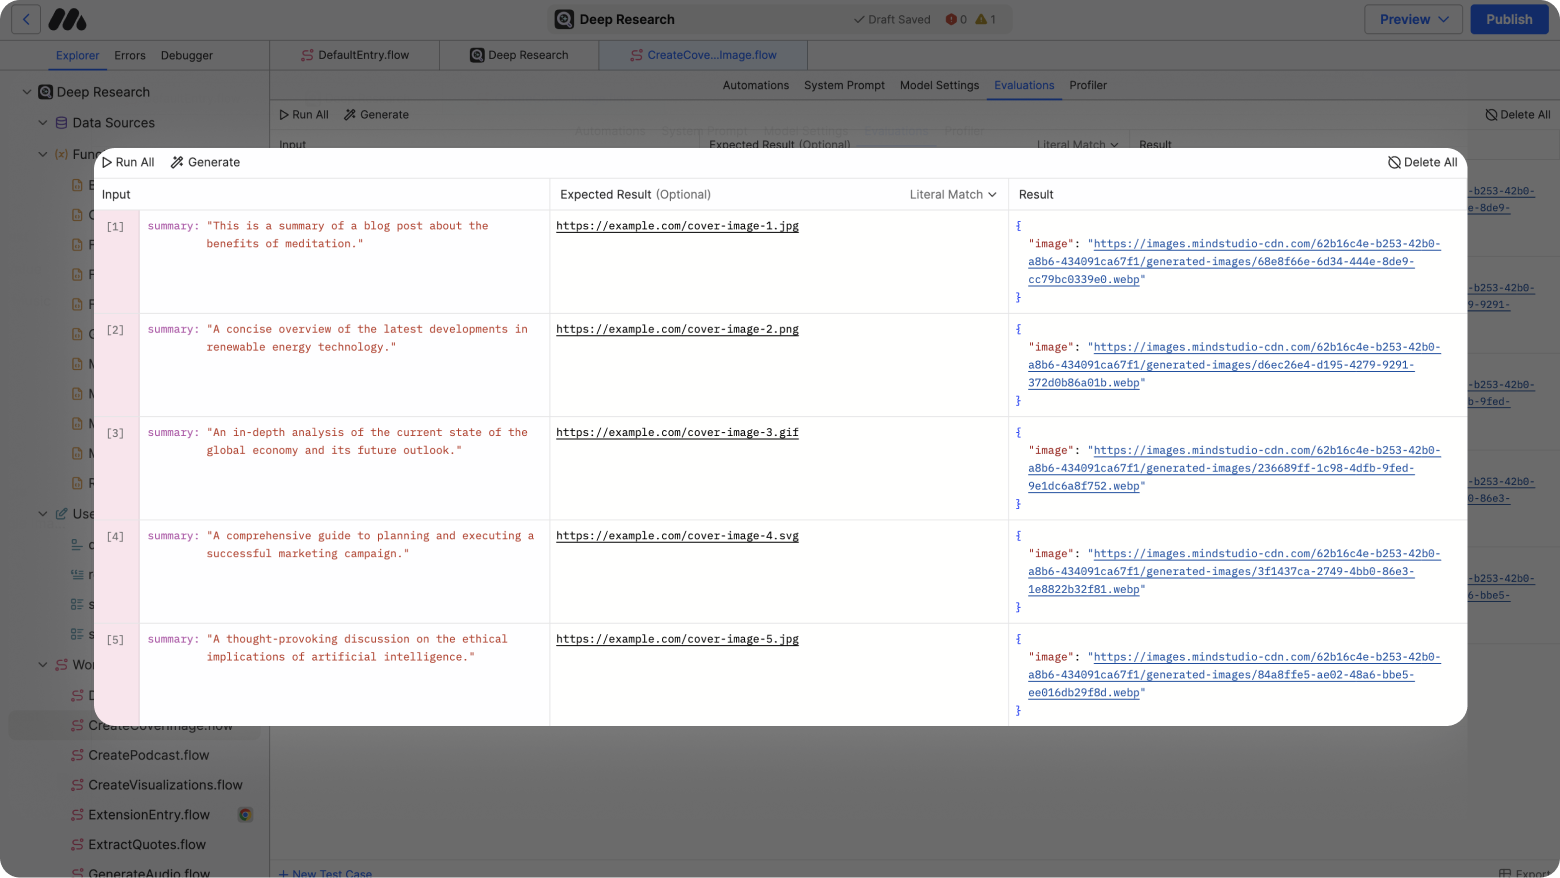 Deep Research
Draft Saved
0
1
Preview
Publish
Explorer
Errors
Debugger
DefaultEntry.flow
Deep Research
CreateCove...Image.flow
Automations
System Prompt
Model Settings
Evaluations
Profiler
Deep Research
Data Sources
Run All
Generate
Delete All
Input
Expected Result (Optional)
Literal Match
Result
Run All
Generate
Delete All
Input
Expected Result (Optional)
Literal Match
Result
[1]
summary: "This is a summary of a blog post about the
benefits of meditation."
https://example.com/cover-image-1.jpg
{
"image": "https://images.mindstudio-cdn.com/62b16c4e-b253-42b0-
a8b6-434091ca67f1/generated-images/68e8f66e-6d34-444e-8de9-
cc79bc0339e0.webp"
}
[2]
summary: "A concise overview of the latest developments in
renewable energy technology."
https://example.com/cover-image-2.png
{
"image": "https://images.mindstudio-cdn.com/62b16c4e-b253-42b0-
a8b6-434091ca67f1/generated-images/d6ec26e4-d195-4279-9291-
372d0b86a01b.webp"
}
[3]
summary: "An in-depth analysis of the current state of the
global economy and its future outlook."
https://example.com/cover-image-3.gif
{
"image": "https://images.mindstudio-cdn.com/62b16c4e-b253-42b0-
a8b6-434091ca67f1/generated-images/236689ff-1c98-4dfb-9fed-
9e1dc6a8f752.webp"
}
[4]
summary: "A comprehensive guide to planning and executing a
successful marketing campaign."
https://example.com/cover-image-4.svg
{
"image": "https://images.mindstudio-cdn.com/62b16c4e-b253-42b0-
a8b6-434091ca67f1/generated-images/3f1437ca-2749-4bb0-86e3-
1e8822b32f81.webp"
}
[5]
summary: "A thought-provoking discussion on the ethical
implications of artificial intelligence."
https://example.com/cover-image-5.jpg
{
"image": "https://images.mindstudio-cdn.com/62b16c4e-b253-42b0-
a8b6-434091ca67f1/generated-images/84a8ffe5-ae02-48a6-bbe5-
ee016db29f8d.webp"
}
CreateCoverImage.flow
CreatePodcast.flow
CreateVisualizations.flow
ExtensionEntry.flow
ExtractQuotes.flow
GenerateAudio.flow
New Test Case
Export